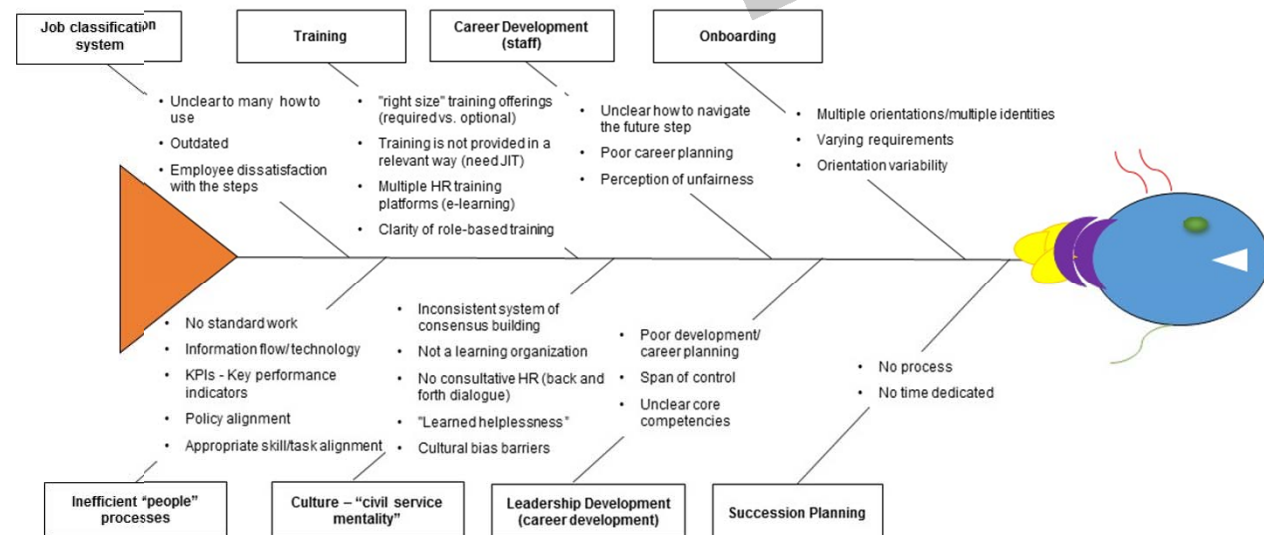 Job classification
system
Training
Career Development
(staff)
Onboarding
• Unclear to many how to
use
• Outdated
• Employee dissatisfaction
with the steps
• "right size" training offerings
(required vs. optional)
• Training is not provided in a
relevant way (need JIT)
• Multiple HR training
platforms (e-learning)
• Clarity of role-based training
• Unclear how to navigate
the future step
• Poor career planning
• Perception of unfairness
• Multiple orientations/multiple identities
• Varying requirements
• Orientation variability
• No standard work
• Information flow/technology
• KPIs - Key performance
indicators
• Policy alignment
• Appropriate skill/task alignment
• Inconsistent system of
consensus building
• Not a learning organization
• No consultative HR (back and
forth dialogue)
• "Learned helplessness"
• Cultural bias barriers
• Poor development/
career planning
• Span of control
• Unclear core
competencies
• No process
• No time dedicated
Inefficient “people”
processes
Culture – “civil service
mentality”
Leadership Development
(career development)
Succession Planning